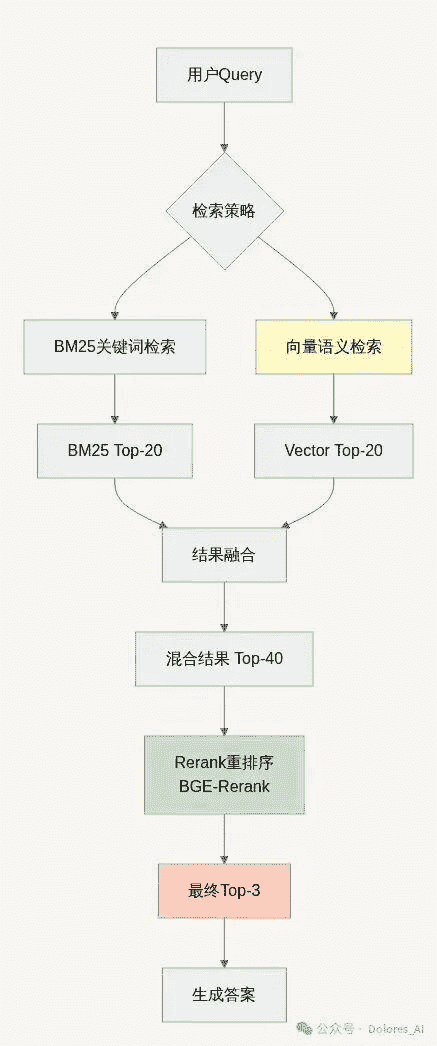 用户Query
检索策略
BM25关键词检索
向量语义检索
BM25 Top-20
Vector Top-20
结果融合
混合结果 Top-40
Rerank重排序
BGE-Rerank
最终Top-3
生成答案
公众号 · Dolores_AI